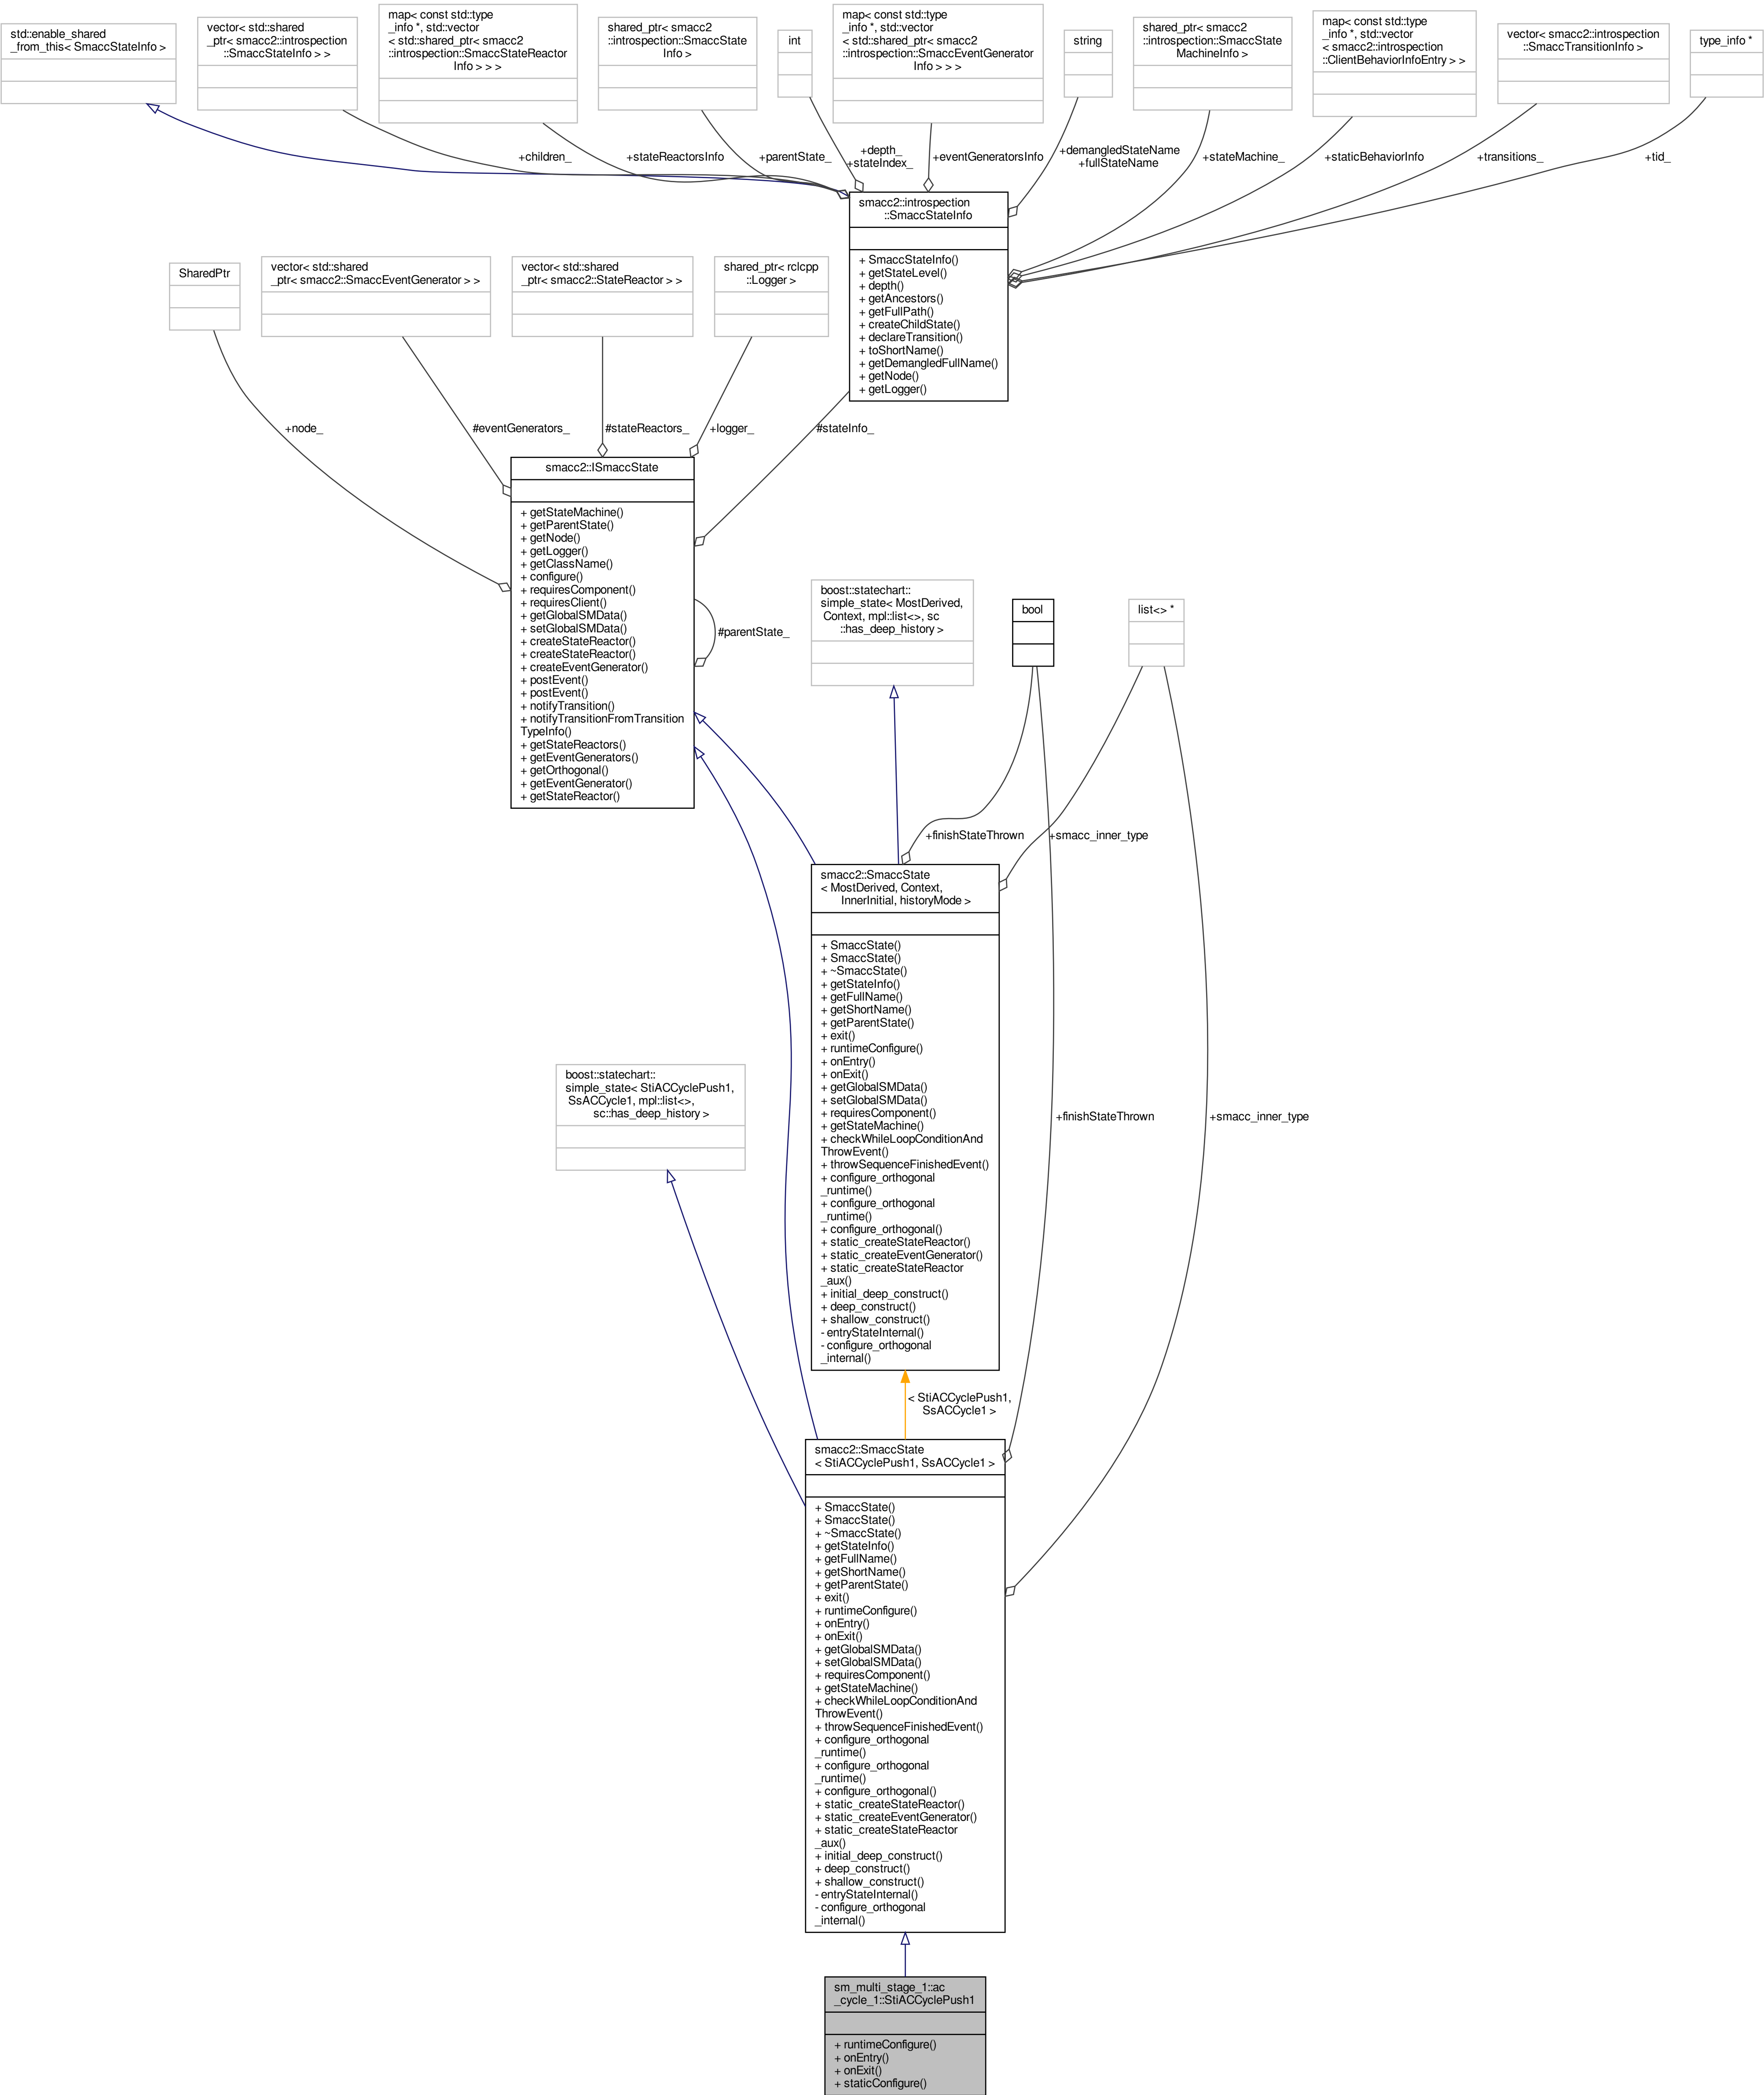 std::enable_shared
_from_this< SmaccStateInfo >
vector< std::shared
_ptr< smacc2::introspection
::SmaccStateInfo > >
map< const std::type
_info *, std::vector
< std::shared_ptr< smacc2
::introspection::SmaccStateReactor
Info > > >
shared_ptr< smacc2
::introspection::SmaccState
Info >
int
map< const std::type
_info *, std::vector
< std::shared_ptr< smacc2
::introspection::SmaccEventGenerator
Info > > >
string
shared_ptr< smacc2
::introspection::SmaccState
MachineInfo >
map< const std::type
_info *, std::vector
< smacc2::introspection
::ClientBehaviorInfoEntry > >
vector< smacc2::introspection
::SmaccTransitionInfo >
type_info *
+children_
+stateReactorsInfo
+parentState_
+depth_
+stateIndex_
+eventGeneratorsInfo
+demangledStateName
+fullStateName
+stateMachine_
+staticBehaviorInfo
+transitions_
+tid_
smacc2::introspection
::SmaccStateInfo
+ SmaccStateInfo()
+ getStateLevel()
+ depth()
+ getAncestors()
+ getFullPath()
+ createChildState()
+ declareTransition()
+ toShortName()
+ getDemangledFullName()
+ getNode()
+ getLogger()
SharedPtr
vector< std::shared
_ptr< smacc2::SmaccEventGenerator > >
vector< std::shared
_ptr< smacc2::StateReactor > >
shared_ptr< rclcpp
::Logger >
+node_
#eventGenerators_
#stateReactors_
+logger_
#stateInfo_
smacc2::ISmaccState
+ getStateMachine()
+ getParentState()
+ getNode()
+ getLogger()
+ getClassName()
+ configure()
+ requiresComponent()
+ requiresClient()
+ getGlobalSMData()
+ setGlobalSMData()
+ createStateReactor()
+ createStateReactor()
+ createEventGenerator()
+ postEvent()
+ postEvent()
+ notifyTransition()
+ notifyTransitionFromTransition
TypeInfo()
+ getStateReactors()
+ getEventGenerators()
+ getOrthogonal()
+ getEventGenerator()
+ getStateReactor()
#parentState_
boost::statechart::
simple_state< MostDerived,
Context, mpl::list<>, sc
::has_deep_history >
bool
list<> *
+finishStateThrown
+smacc_inner_type
smacc2::SmaccState
< MostDerived, Context,
InnerInitial, historyMode >
+ SmaccState()
+ SmaccState()
+ ~SmaccState()
+ getStateInfo()
+ getFullName()
+ getShortName()
+ getParentState()
+ exit()
+ runtimeConfigure()
+ onEntry()
+ onExit()
+ getGlobalSMData()
+ setGlobalSMData()
+ requiresComponent()
+ getStateMachine()
+ checkWhileLoopConditionAnd
ThrowEvent()
+ throwSequenceFinishedEvent()
+ configure_orthogonal
_runtime()
+ configure_orthogonal
_runtime()
+ configure_orthogonal()
+ static_createStateReactor()
+ static_createEventGenerator()
+ static_createStateReactor
_aux()
+ initial_deep_construct()
+ deep_construct()
+ shallow_construct()
- entryStateInternal()
- configure_orthogonal
_internal()
boost::statechart::
simple_state< StiACCyclePush1,
SsACCycle1, mpl::list<>,
sc::has_deep_history >
+finishStateThrown
+smacc_inner_type
< StiACCyclePush1,
SsACCycle1 >
smacc2::SmaccState
< StiACCyclePush1, SsACCycle1 >
+ SmaccState()
+ SmaccState()
+ ~SmaccState()
+ getStateInfo()
+ getFullName()
+ getShortName()
+ getParentState()
+ exit()
+ runtimeConfigure()
+ onEntry()
+ onExit()
+ getGlobalSMData()
+ setGlobalSMData()
+ requiresComponent()
+ getStateMachine()
+ checkWhileLoopConditionAnd
ThrowEvent()
+ throwSequenceFinishedEvent()
+ configure_orthogonal
_runtime()
+ configure_orthogonal
_runtime()
+ configure_orthogonal()
+ static_createStateReactor()
+ static_createEventGenerator()
+ static_createStateReactor
_aux()
+ initial_deep_construct()
+ deep_construct()
+ shallow_construct()
- entryStateInternal()
- configure_orthogonal
_internal()
sm_multi_stage_1::ac
_cycle_1::StiACCyclePush1
+ runtimeConfigure()
+ onEntry()
+ onExit()
+ staticConfigure()